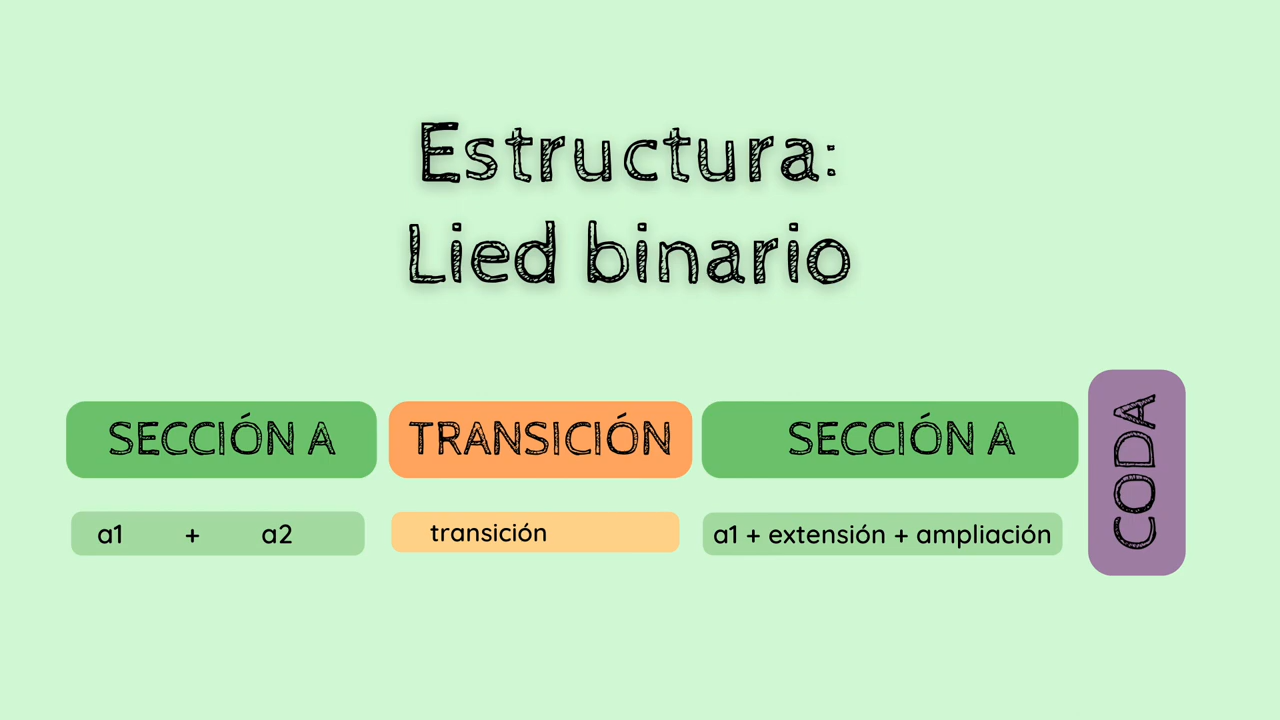 Estructura:
Lied binario
SECCIÓN A
TRANSICIÓN
SECCIÓN A
CODA
a1 + a2
transición
a1 + extensión + ampliación